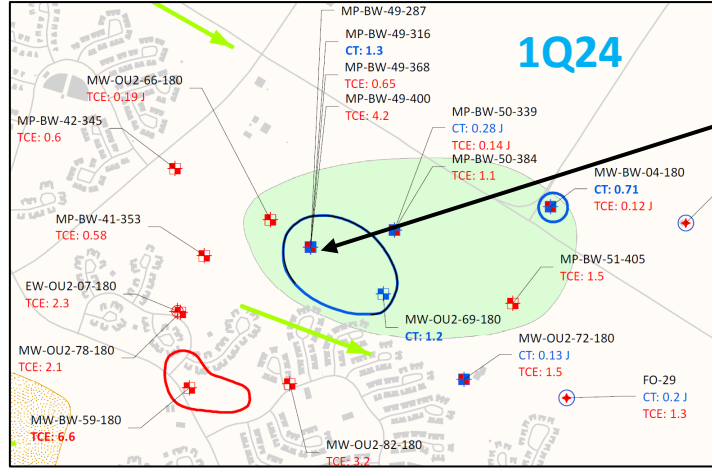 MP-BW-49-287
MP-BW-49-316
CT: 1.3
MP-BW-49-368
TCE: 0.65
MP-BW-49-400
TCE: 4.2
1Q24
MW-OU2-66-180
TCE: 0.19 J
MP-BW-42-345
TCE: 0.6
MP-BW-50-339
CT: 0.28 J
TCE: 0.14 J
MP-BW-50-384
TCE: 1.1
MW-BW-04-180
CT: 0.71
TCE: 0.12 J
MP-BW-41-353
TCE: 0.58
MP-BW-51-405
TCE: 1.5
EW-OU2-07-180
TCE: 2.3
MW-OU2-69-180
CT: 1.2
MW-OU2-78-180
TCE: 2.1
MW-OU2-72-180
CT: 0.13 J
TCE: 1.5
FO-29
CT: 0.2 J
TCE: 1.3
MW-BW-59-180
TCE: 6.6
MW-OU2-82-180
TCE: 3.2